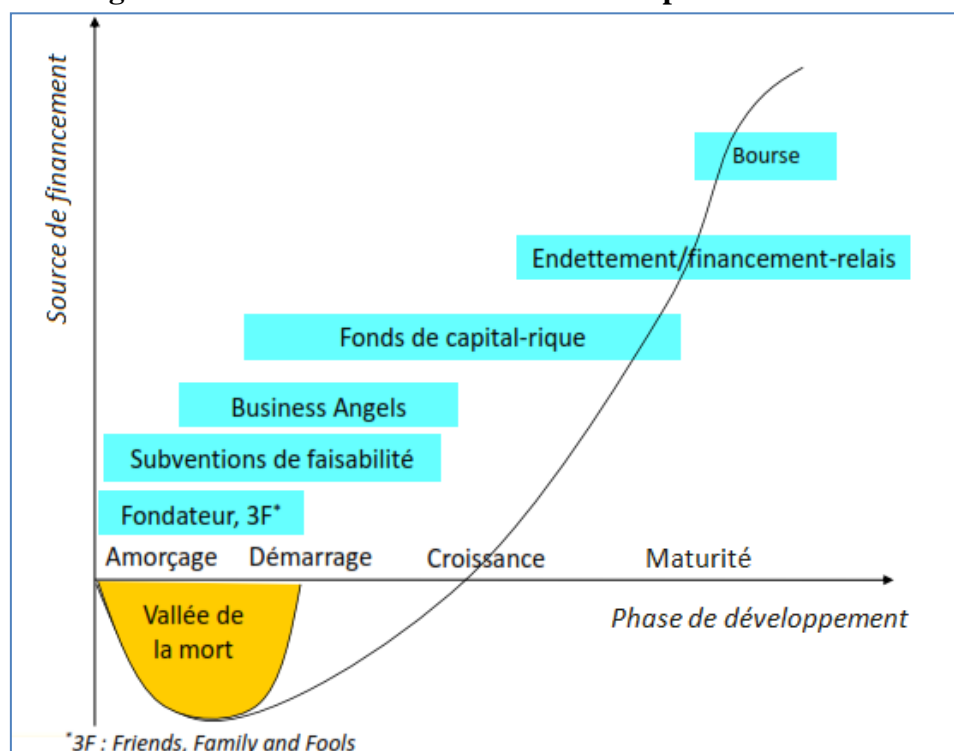 Source de financement
Bourse
Endettement/financement-relais
Fonds de capital-rique
Business Angels
Subventions de faisabilité
Fondateur, 3F*
Amorçage Démarrage Croissance Maturité
Vallée de
la mort
Phase de développement
*3F : Friends, Family and Fools